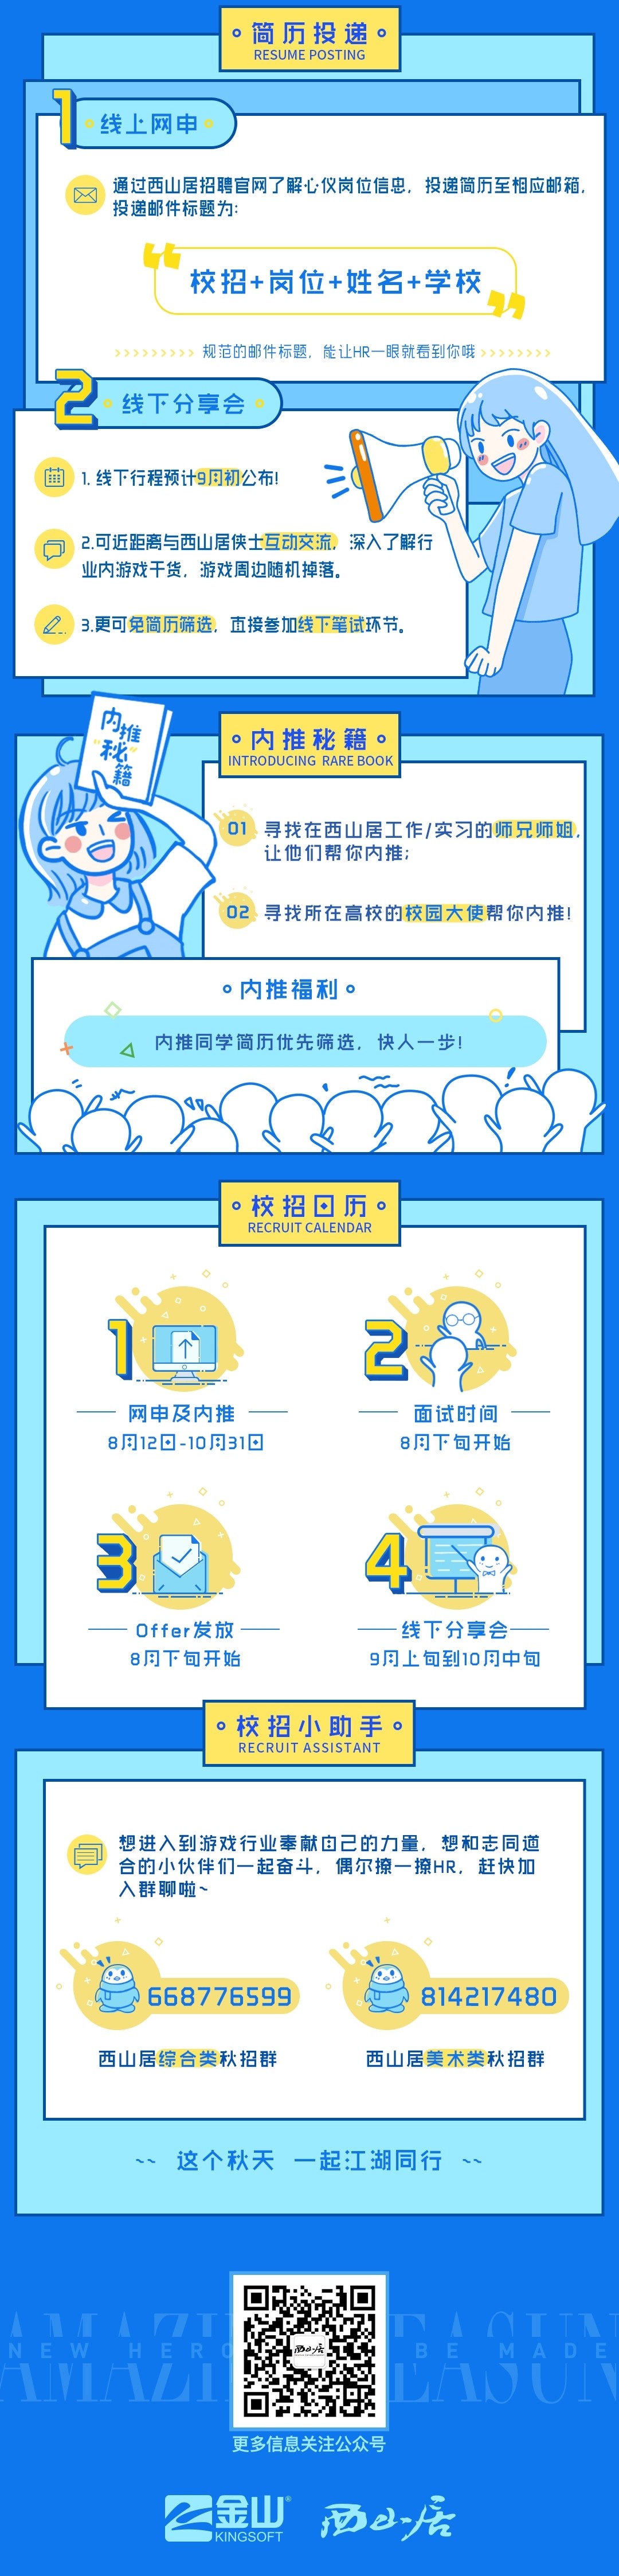 简历投递
RESUME POSTING
1 线上网申
通过西山居招聘官网了解心仪岗位信息，投递简历至相应邮箱，
投递邮件标题为：
“校招+岗位+姓名+学校”
规范的邮件标题，能让HR一眼就看到你哦
2 线下分享会
1. 线下行程预计9月初公布！
2.可近距离与西山居侠士互动交流，深入了解行
业内游戏干货，游戏周边随机掉落。
3.更可免简历筛选，直接参加线下笔试环节。
内推
“秘”
籍
内推秘籍
INTRODUCING RARE BOOK
01 寻找在西山居工作/实习的师兄师姐，
让他们帮你内推；
02 寻找所在高校的校园大使帮你内推！
内推福利
内推同学简历优先筛选，快人一步！
校招日历
RECRUIT CALENDAR
1
网申及内推
8月12日-10月31日
2
面试时间
8月下旬开始
3
Offer发放
8月下旬开始
4
线下分享会
9月上旬到10月中旬
校招小助手
RECRUIT ASSISTANT
想进入到游戏行业奉献自己的力量，想和志同道
合的小伙伴们一起奋斗，偶尔撩一撩HR，赶快加
入群聊啦~
668776599
西山居综合类秋招群
814217480
西山居美术类秋招群
~~ 这个秋天 一起江湖同行 ~~
NEW HERO BE MADE
西山居
更多信息关注公众号
金山®
KINGSOFT
西山居